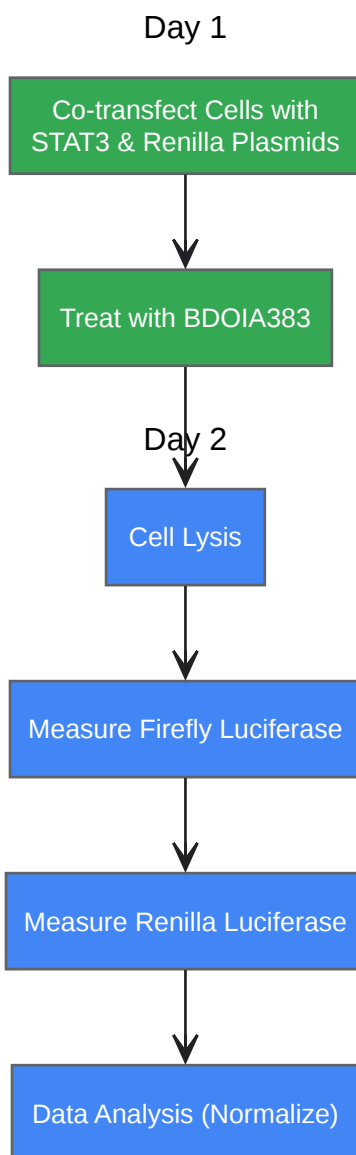 Day 1
Co-transfect Cells with
STAT3 & Renilla Plasmids
Treat with BDOIA383
Day 2
Cell Lysis
Measure Firefly Luciferase
Measure Renilla Luciferase
Data Analysis (Normalize)